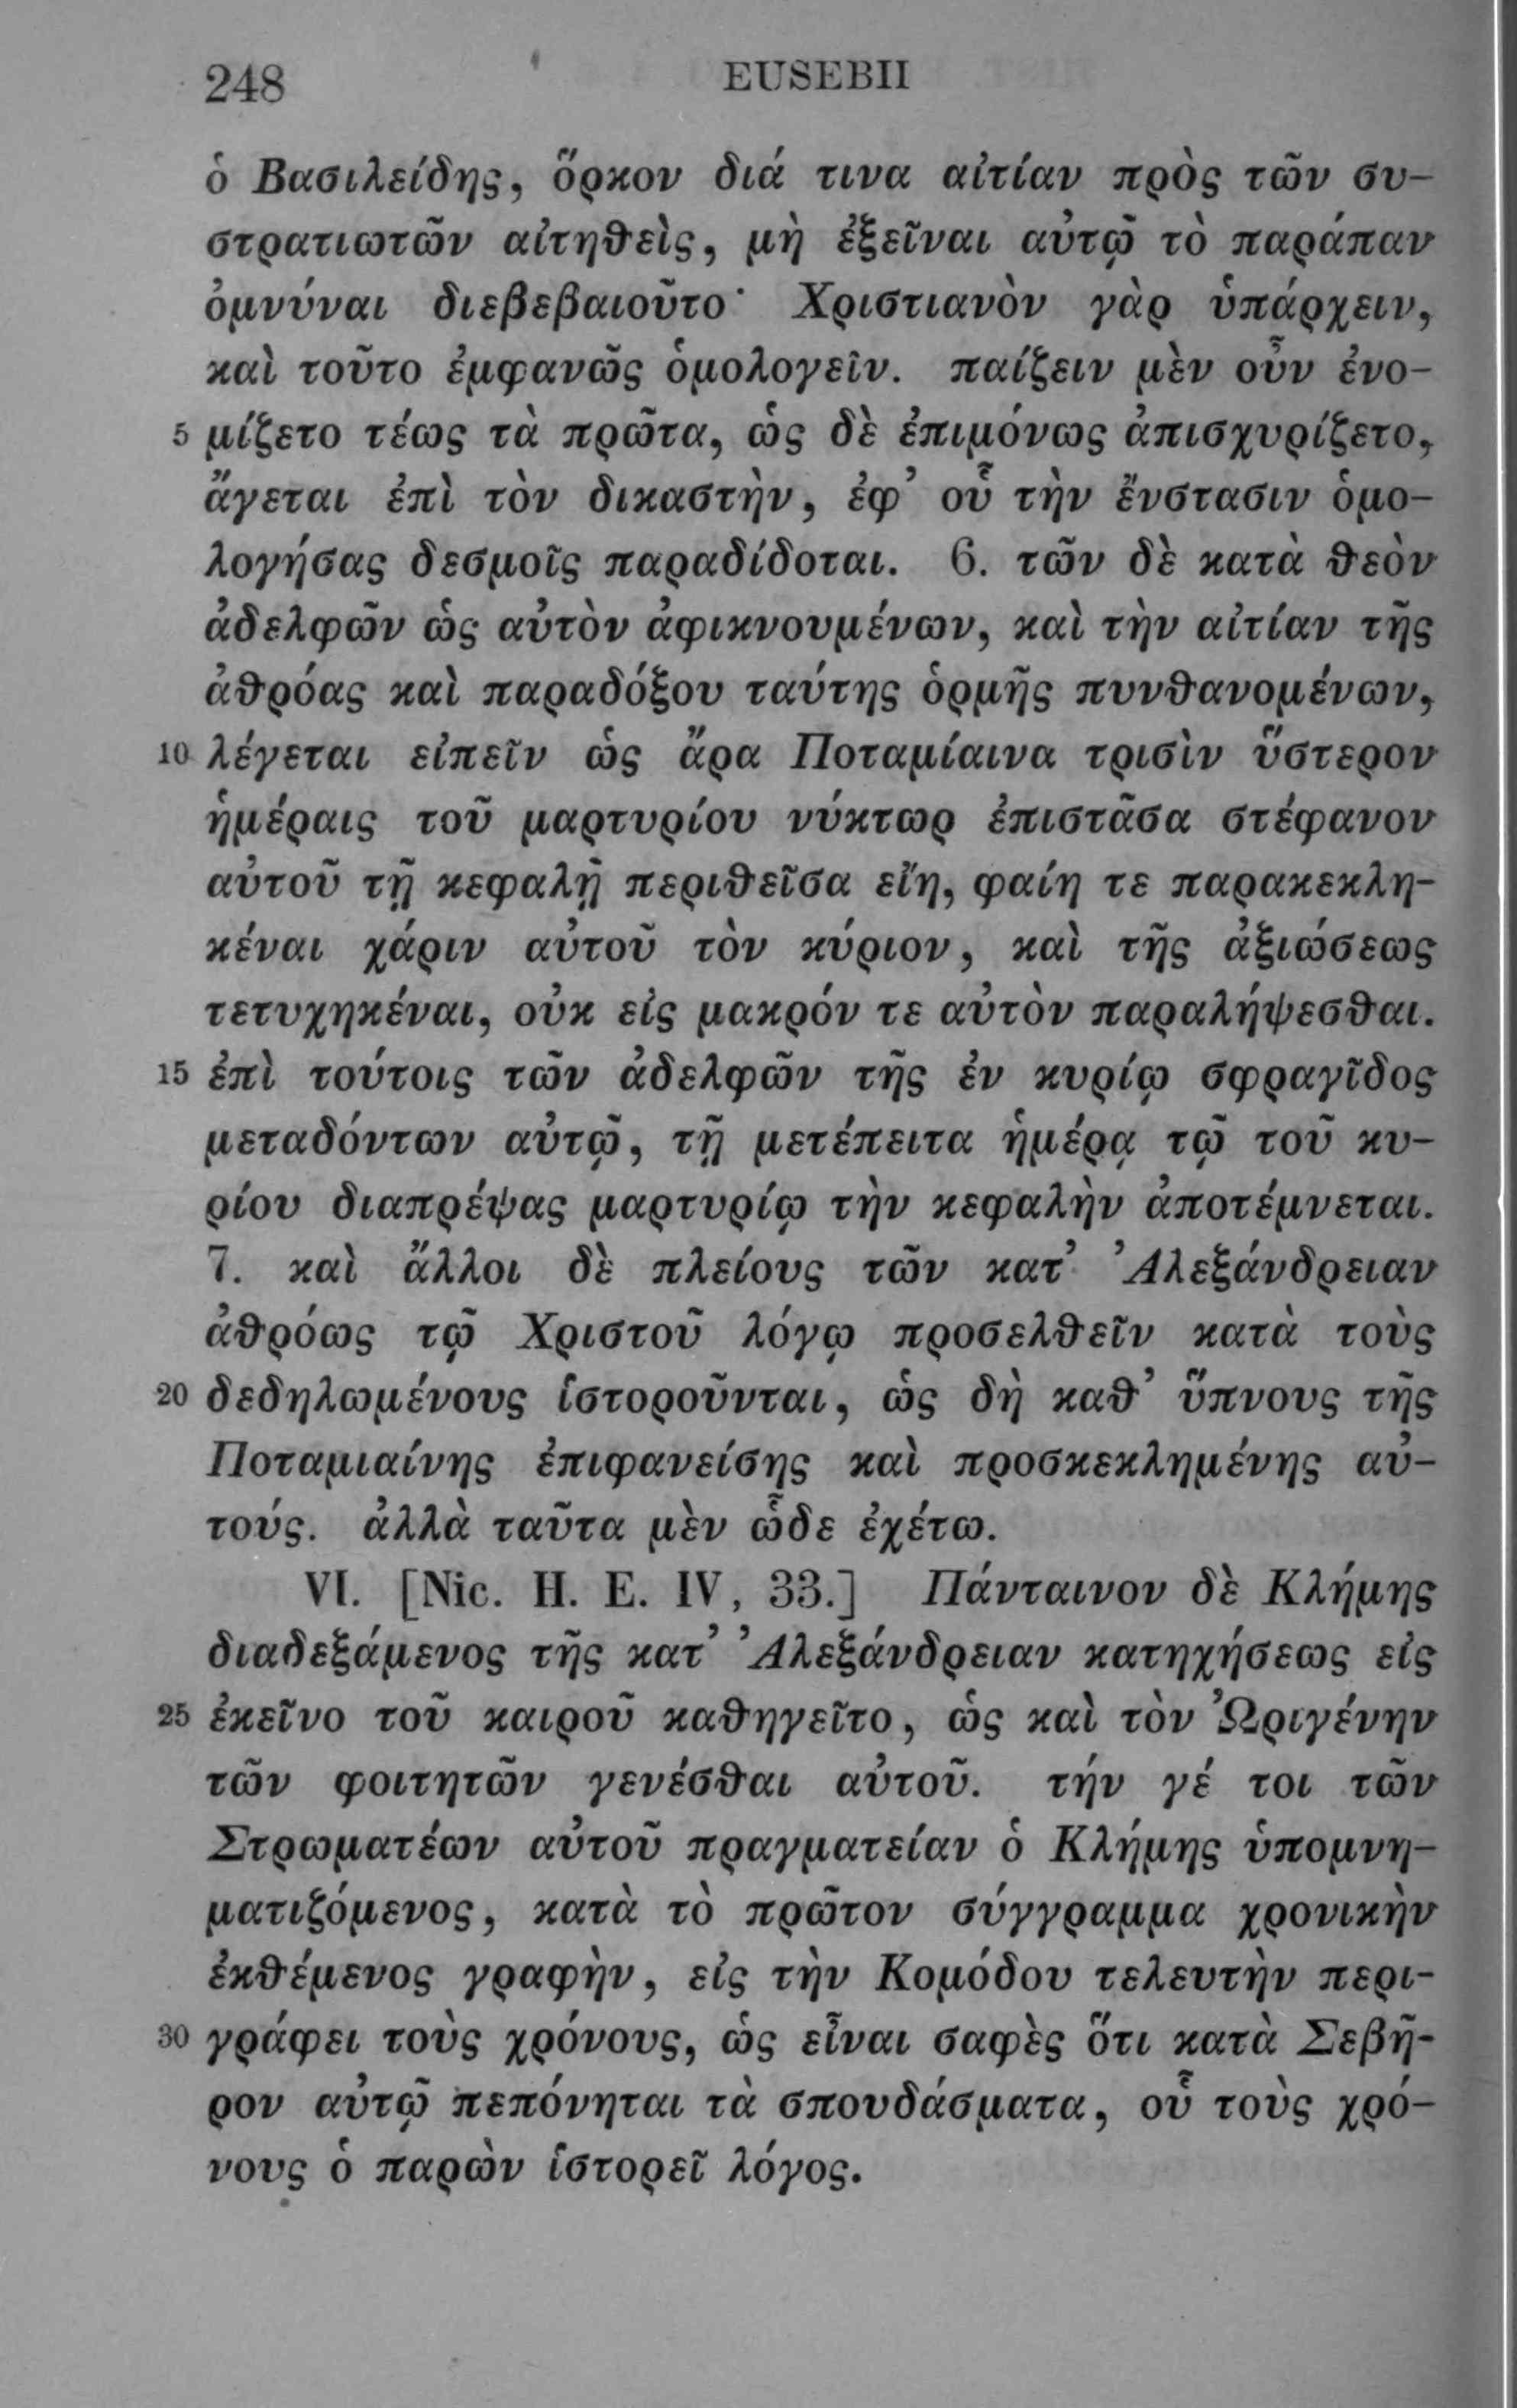 248 EUSEBII
ὁ Βασιλείδης, ὅρκον διά τινα αἰτίαν πρὸς τῶν συ-
στρατιωτῶν αἰτηθεὶς, μὴ ἐξεῖναι αὐτῷ τὸ παράπαν
ὀμνύναι διεβεβαιοῦτο· Χριστιανὸν γὰρ ὑπάρχειν,
καὶ τοῦτο ἐμφανῶς ὁμολογεῖν. παίζειν μὲν οὖν ἐνο-
5 μίζετο τέως τὰ πρῶτα, ὡς δὲ ἐπιμόνως ἀπισχυρίζετο,
ἄγεται ἐπὶ τὸν δικαστὴν, ἐφ’ οὗ τὴν ἔνστασιν ὁμο-
λογήσας δεσμοῖς παραδίδοται. 6. τῶν δὲ κατὰ θεὸν
ἀδελφῶν ὡς αὐτὸν ἀφικνουμένων, καὶ τὴν αἰτίαν τῆς
ἀθρόας καὶ παραδόξου ταύτης ὁρμῆς πυνθανομένων,
10 λέγεται εἰπεῖν ὡς ἄρα Ποταμίαινα τρισὶν ὕστερον
ἡμέραις τοῦ μαρτυρίου νύκτωρ ἐπιστᾶσα στέφανον
αὐτοῦ τῇ κεφαλῇ περιθεῖσα εἴη, φαίη τε παρακεκλη-
κέναι χάριν αὐτοῦ τὸν κύριον, καὶ τῆς ἀξιώσεως
τετυχηκέναι, οὐκ εἰς μακρόν τε αὐτὸν παραλήψεσθαι.
15 ἐπὶ τούτοις τῶν ἀδελφῶν τῆς ἐν κυρίῳ σφραγῖδος
μεταδόντων αὐτῷ, τῇ μετέπειτα ἡμέρᾳ τῷ τοῦ κυ-
ρίου διαπρέψας μαρτυρίῳ τὴν κεφαλὴν ἀποτέμνεται.
7. καὶ ἄλλοι δὲ πλείους τῶν κατ’ Ἀλεξάνδρειαν
ἀθρόως τῷ Χριστοῦ λόγῳ προσελθεῖν κατὰ τοὺς
20 δεδηλωμένους ἱστοροῦνται, ὡς δὴ καθ’ ὕπνους τῆς
Ποταμιαίνης ἐπιφανείσης καὶ προσκεκλημένης αὐ-
τούς. ἀλλὰ ταῦτα μὲν ὧδε ἐχέτω.
VI. [Nic. H. E. IV, 33.] Πάνταινον δὲ Κλήμης
διαδεξάμενος τῆς κατ’ Ἀλεξάνδρειαν κατηχήσεως εἰς
25 ἐκεῖνο τοῦ καιροῦ καθηγεῖτο, ὡς καὶ τὸν Ὠριγένην
τῶν φοιτητῶν γενέσθαι αὐτοῦ. τήν γέ τοι τῶν
Στρωματέων αὐτοῦ πραγματείαν ὁ Κλήμης ὑπομνη-
ματιζόμενος, κατὰ τὸ πρῶτον σύγγραμμα χρονικὴν
ἐκθέμενος γραφὴν, εἰς τὴν Κομόδου τελευτὴν περι-
30 γράφει τοὺς χρόνους, ὡς εἶναι σαφὲς ὅτι κατὰ Σεβῆ-
ρον αὐτῷ πεπόνηται τὰ σπουδάσματα, οὗ τοὺς χρό-
νους ὁ παρὼν ἱστορεῖ λόγος.